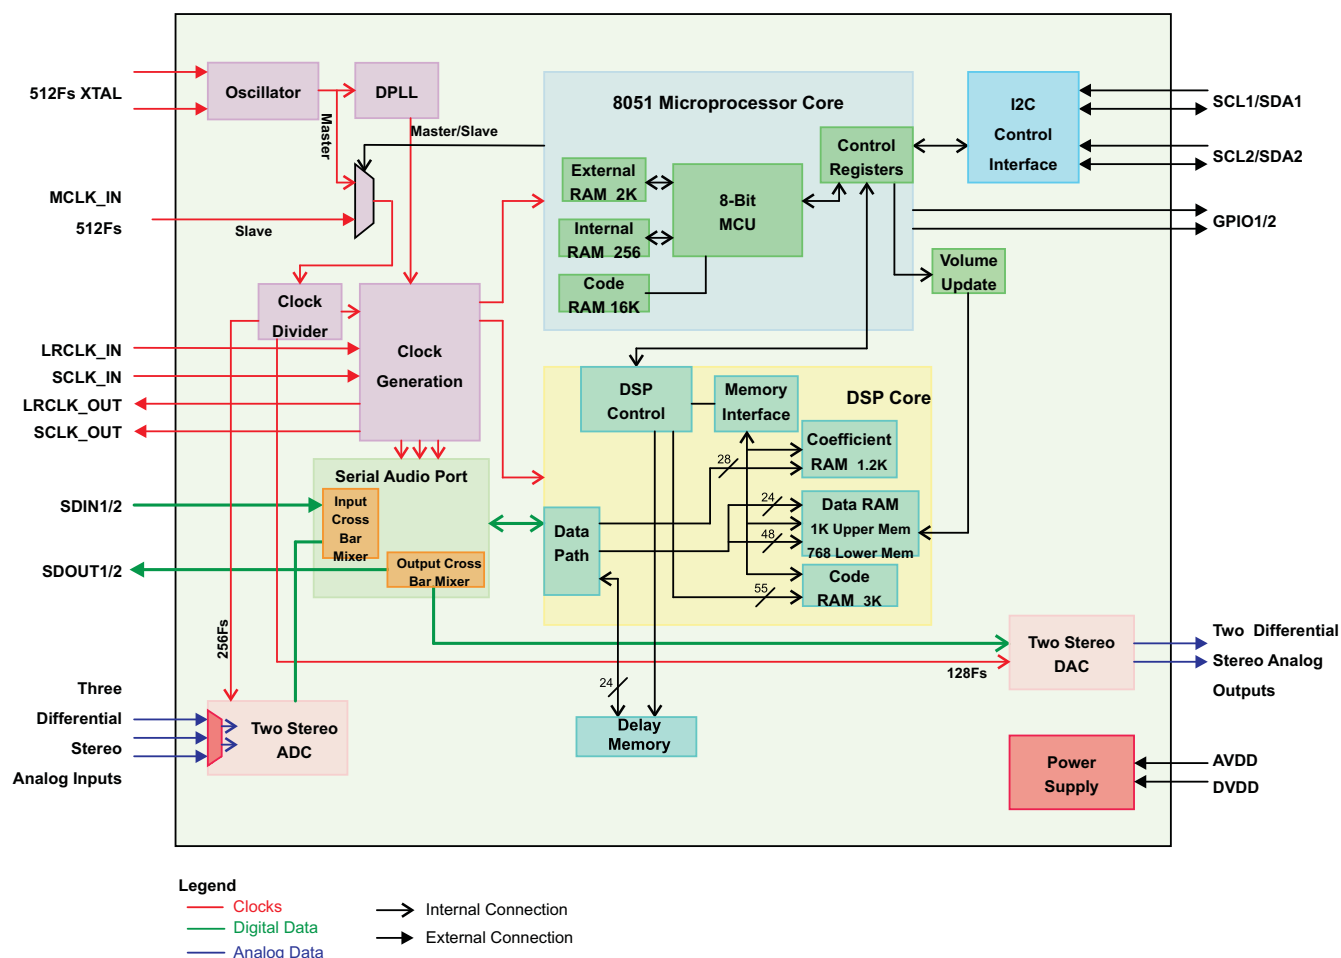 512Fs XTAL
Oscillator
DPLL
Master
Master/Slave
MCLK_IN
512Fs
Slave
8051 Microprocessor Core
External
RAM 2K
Internal
RAM 256
Code
RAM 16K
8-Bit
MCU
Control
Registers
I2C
Control
Interface
SCL1/SDA1
SCL2/SDA2
GPIO1/2
Volume
Update
Clock
Divider
Clock
Generation
LRCLK_IN
SCLK_IN
LRCLK_OUT
SCLK_OUT
DSP
Control
Memory
Interface
DSP Core
Coefficient
RAM 1.2K
28
Data RAM
1K Upper Mem
768 Lower Mem
24
48
Code
RAM 3K
55
Data
Path
Serial Audio Port
Input
Cross
Bar
Mixer
Output Cross
Bar Mixer
SDIN1/2
SDOUT1/2
256Fs
128Fs
24
Delay
Memory
Three
Differential
Stereo
Analog Inputs
Two Stereo
ADC
Two Stereo
DAC
Two Differential
Stereo Analog
Outputs
Power
Supply
AVDD
DVDD
Legend
Clocks
Digital Data
Analog Data
Internal Connection
External Connection